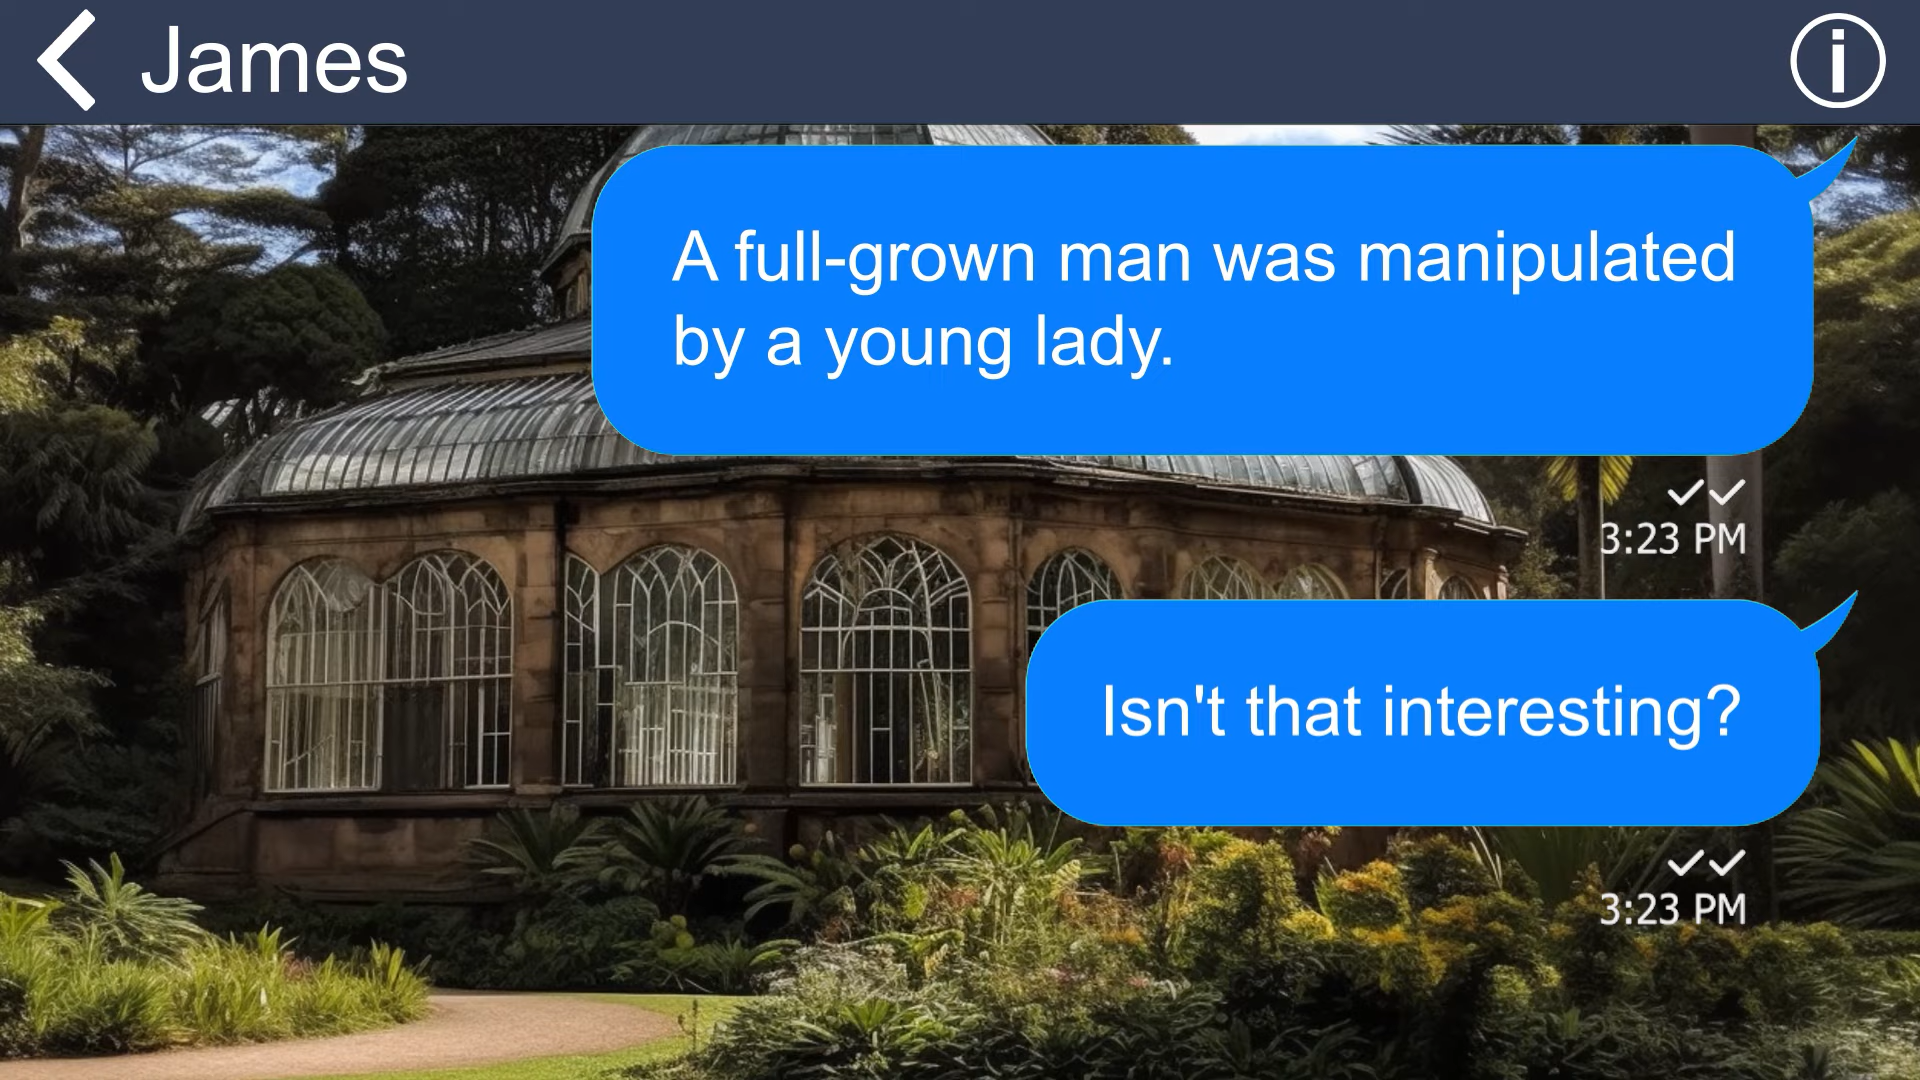 James
A full-grown man was manipulated
by a young lady.
3:23 PM
Isn't that interesting?
3:23 PM